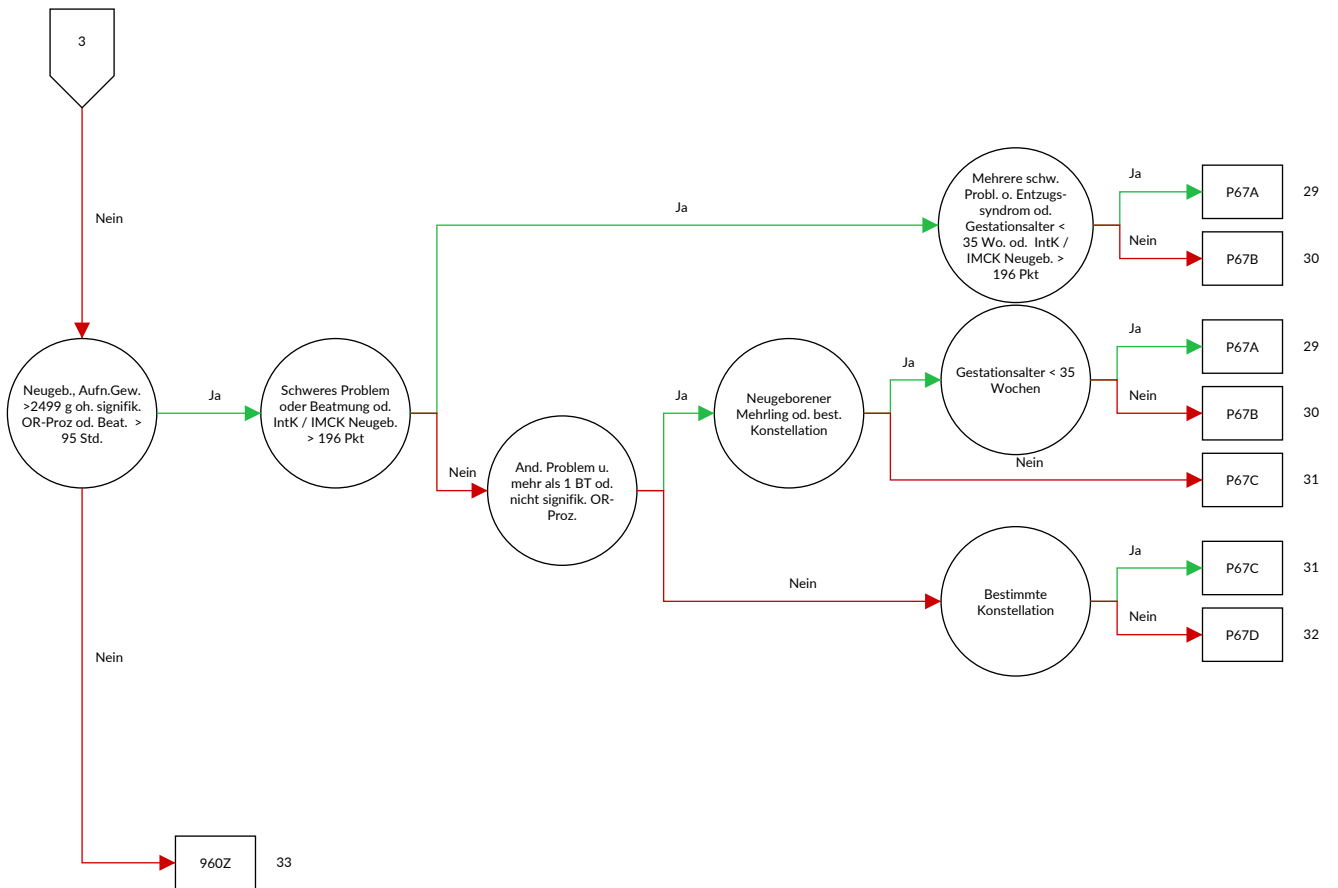 3
Nein
Neugeb., Aufn.Gew.
>2499 g oh. signifik.
OR-Proz od. Beat. >
95 Std.
Ja
Schweres Problem
oder Beatmung od.
IntK / IMCK Neugeb.
> 196 Pkt
Ja
Mehrere schw.
Probl. o. Entzugs-
syndrom od.
Gestationsalter <
35 Wo. od. IntK /
IMCK Neugeb. >
196 Pkt
Ja
P67A
29
Nein
P67B
30
Nein
And. Problem u.
mehr als 1 BT od.
nicht signifik. OR-
Proz.
Ja
Neugeborener
Mehrling od. best.
Konstellation
Ja
Gestationsalter < 35
Wochen
Ja
P67A
29
Nein
P67B
30
Nein
P67C
31
Nein
Bestimmte
Konstellation
Ja
P67C
31
Nein
P67D
32
Nein
960Z
33